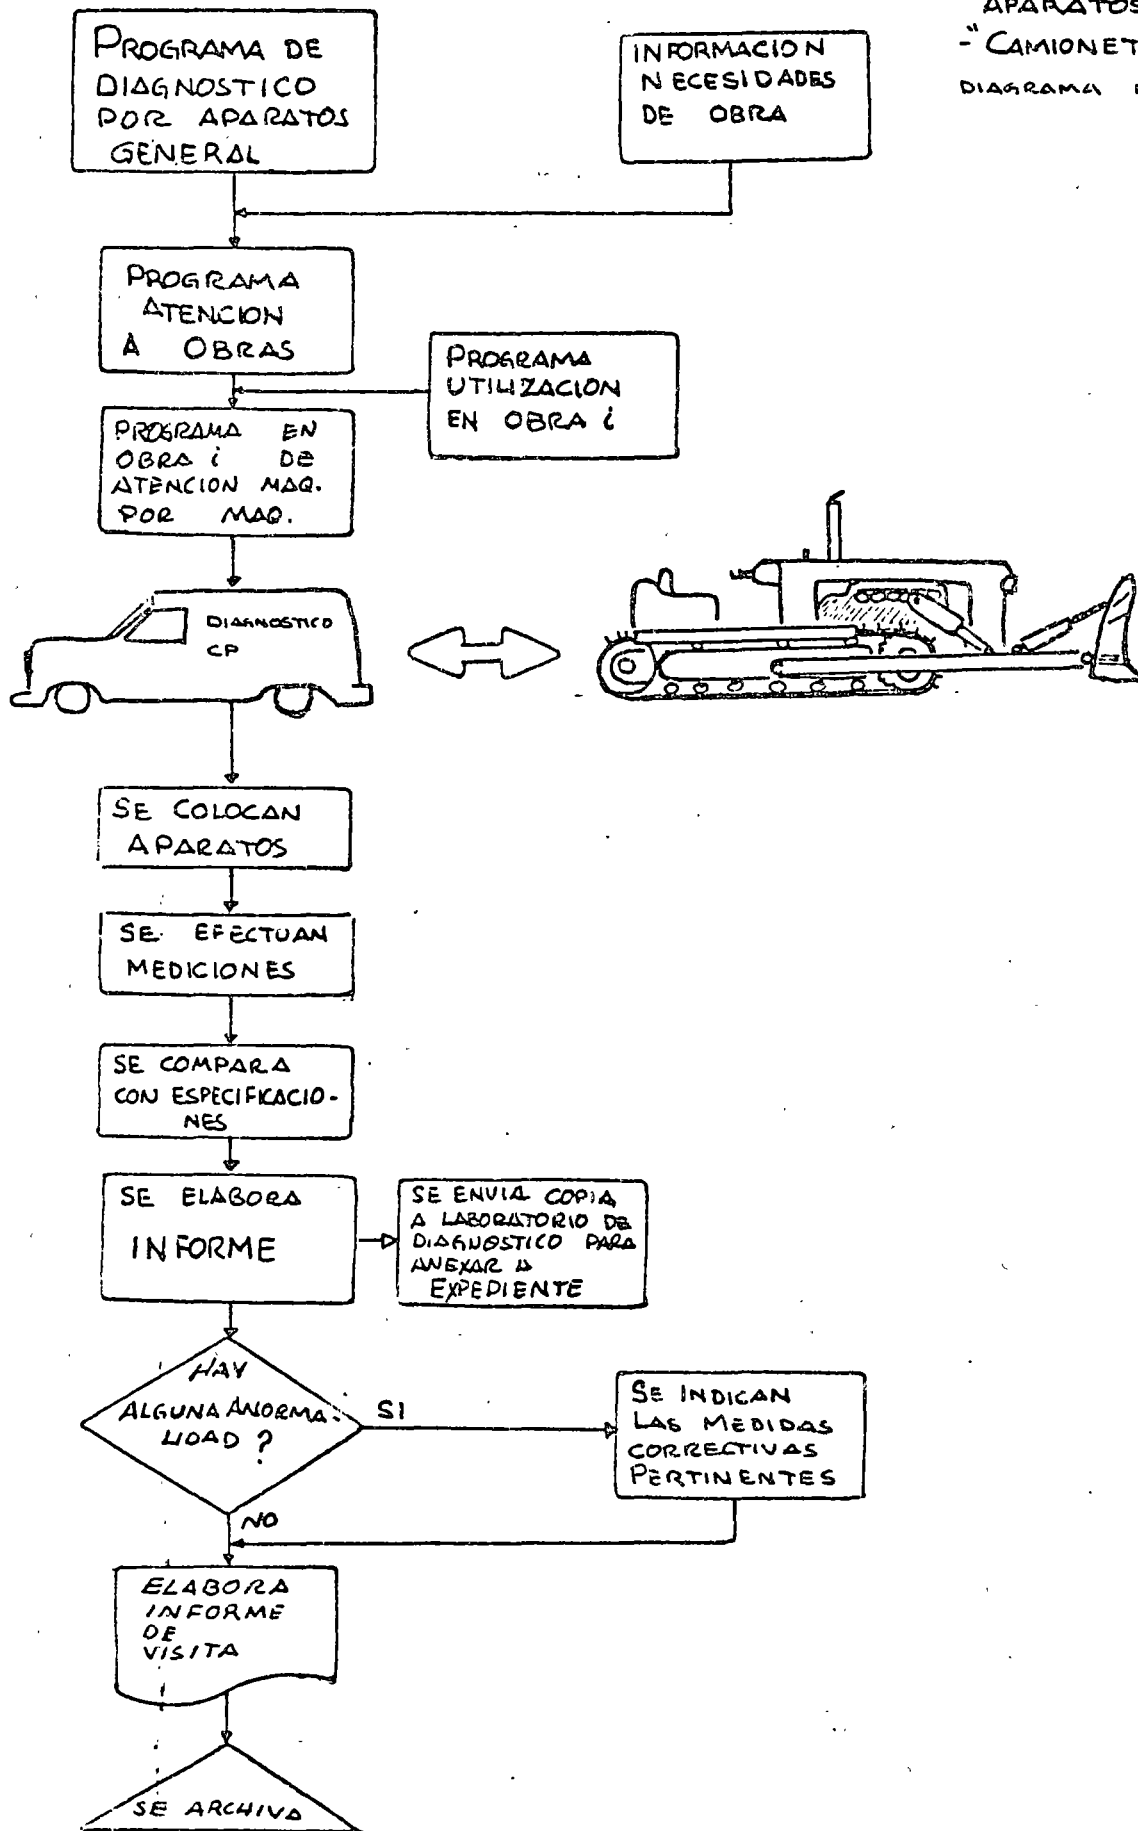 APARATOS
-"CAMIONET
DIAGRAMA
PROGRAMA DE
DIAGNOSTICO
POR APARATOS
GENERAL
INFORMACION
NECESIDADES
DE OBRA
PROGRAMA
ATENCION
A OBRAS
PROGRAMA
UTILIZACION
EN OBRA i
PROGRAMA EN
OBRA i DE
ATENCION MAQ.
POR MAQ.
DIAGNOSTICO
CP
SE COLOCAN
APARATOS
SE EFECTUAN
MEDICIONES
SE COMPARA
CON ESPECIFICACIO-
NES
SE ELABORA
INFORME
SE ENVIA COPIA
A LABORATORIO DE
DIAGNOSTICO PARA
ANEXAR A
EXPEDIENTE
HAY
ALGUNA ANORMA-
LIDAD?
SI
SE INDICAN
LAS MEDIDAS
CORRECTIVAS
PERTINENTES
NO
ELABORA
INFORME
DE
VISITA
SE ARCHIVA